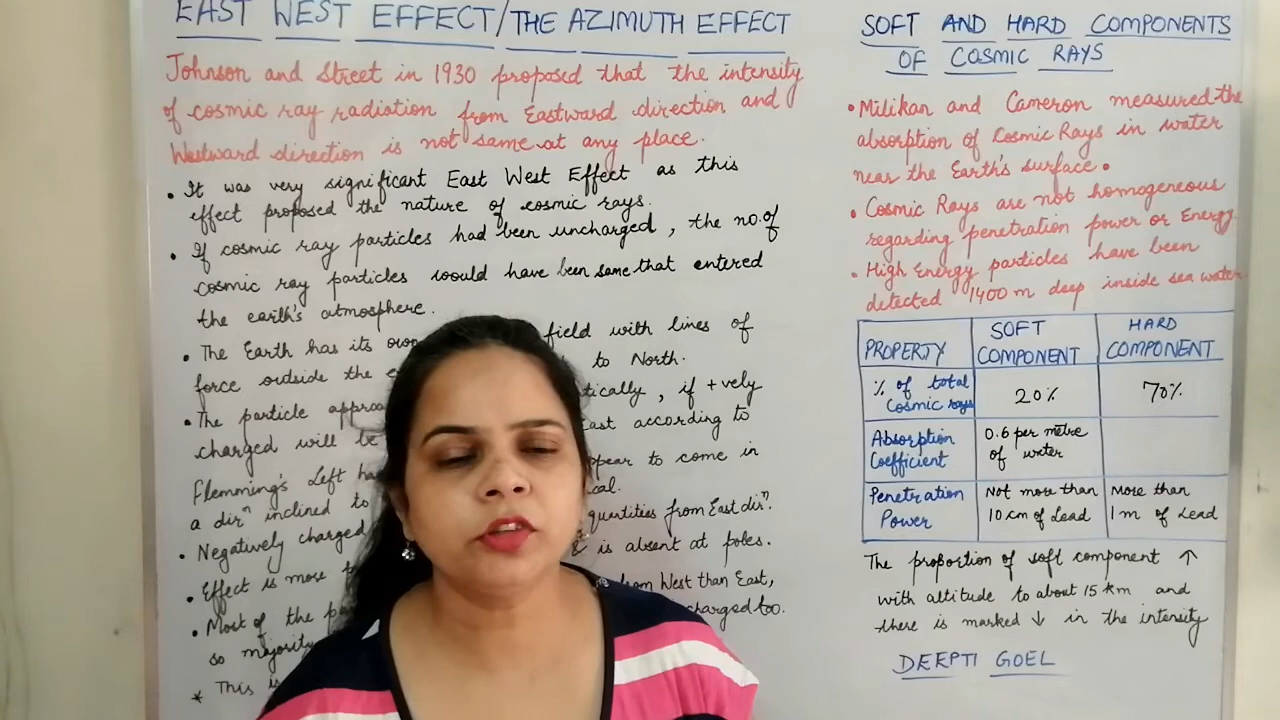 EAST WEST EFFECT/THE AZIMUTH EFFECT
Johnson and Street in 1930 proposed that the intensity
of cosmic ray radiation from Eastward direction and
Westward direction is not same at any place.
• It was very significant East West Effect as this
effect proposed the nature of cosmic rays.
• If cosmic ray particles had been uncharged, the no. of
cosmic ray particles would have been same that entered
the earth's atmosphere.
• The Earth has its own field with lines of
force outside the to North.
• The particle if +vely
charged will be according to
Flemming's Left appear to come in
a dirⁿ inclined to
• Negatively charged quantities from East dirⁿ.
• Effect is more is absent at poles.
• Most of the from West than East,
so majority charged too.
* This is
SOFT AND HARD COMPONENTS
OF COSMIC RAYS
• Milikan and Cameron measured the
absorption of Cosmic Rays in water
near the Earth's surface.
• Cosmic Rays are not homogeneous
regarding penetration power or Energy.
• High Energy particles have been
detected 1400 m deep inside sea water.
PROPERTY SOFT COMPONENT HARD COMPONENT
% of total Cosmic rays 20% 70%
Absorption Coefficient 0.6 per metre of water
Penetration Power Not more than 10 cm of Lead More than 1 m of Lead
The proportion of soft component ↑
with altitude to about 15 km and
there is marked ↓ in the intensity
DEEPTI GOEL